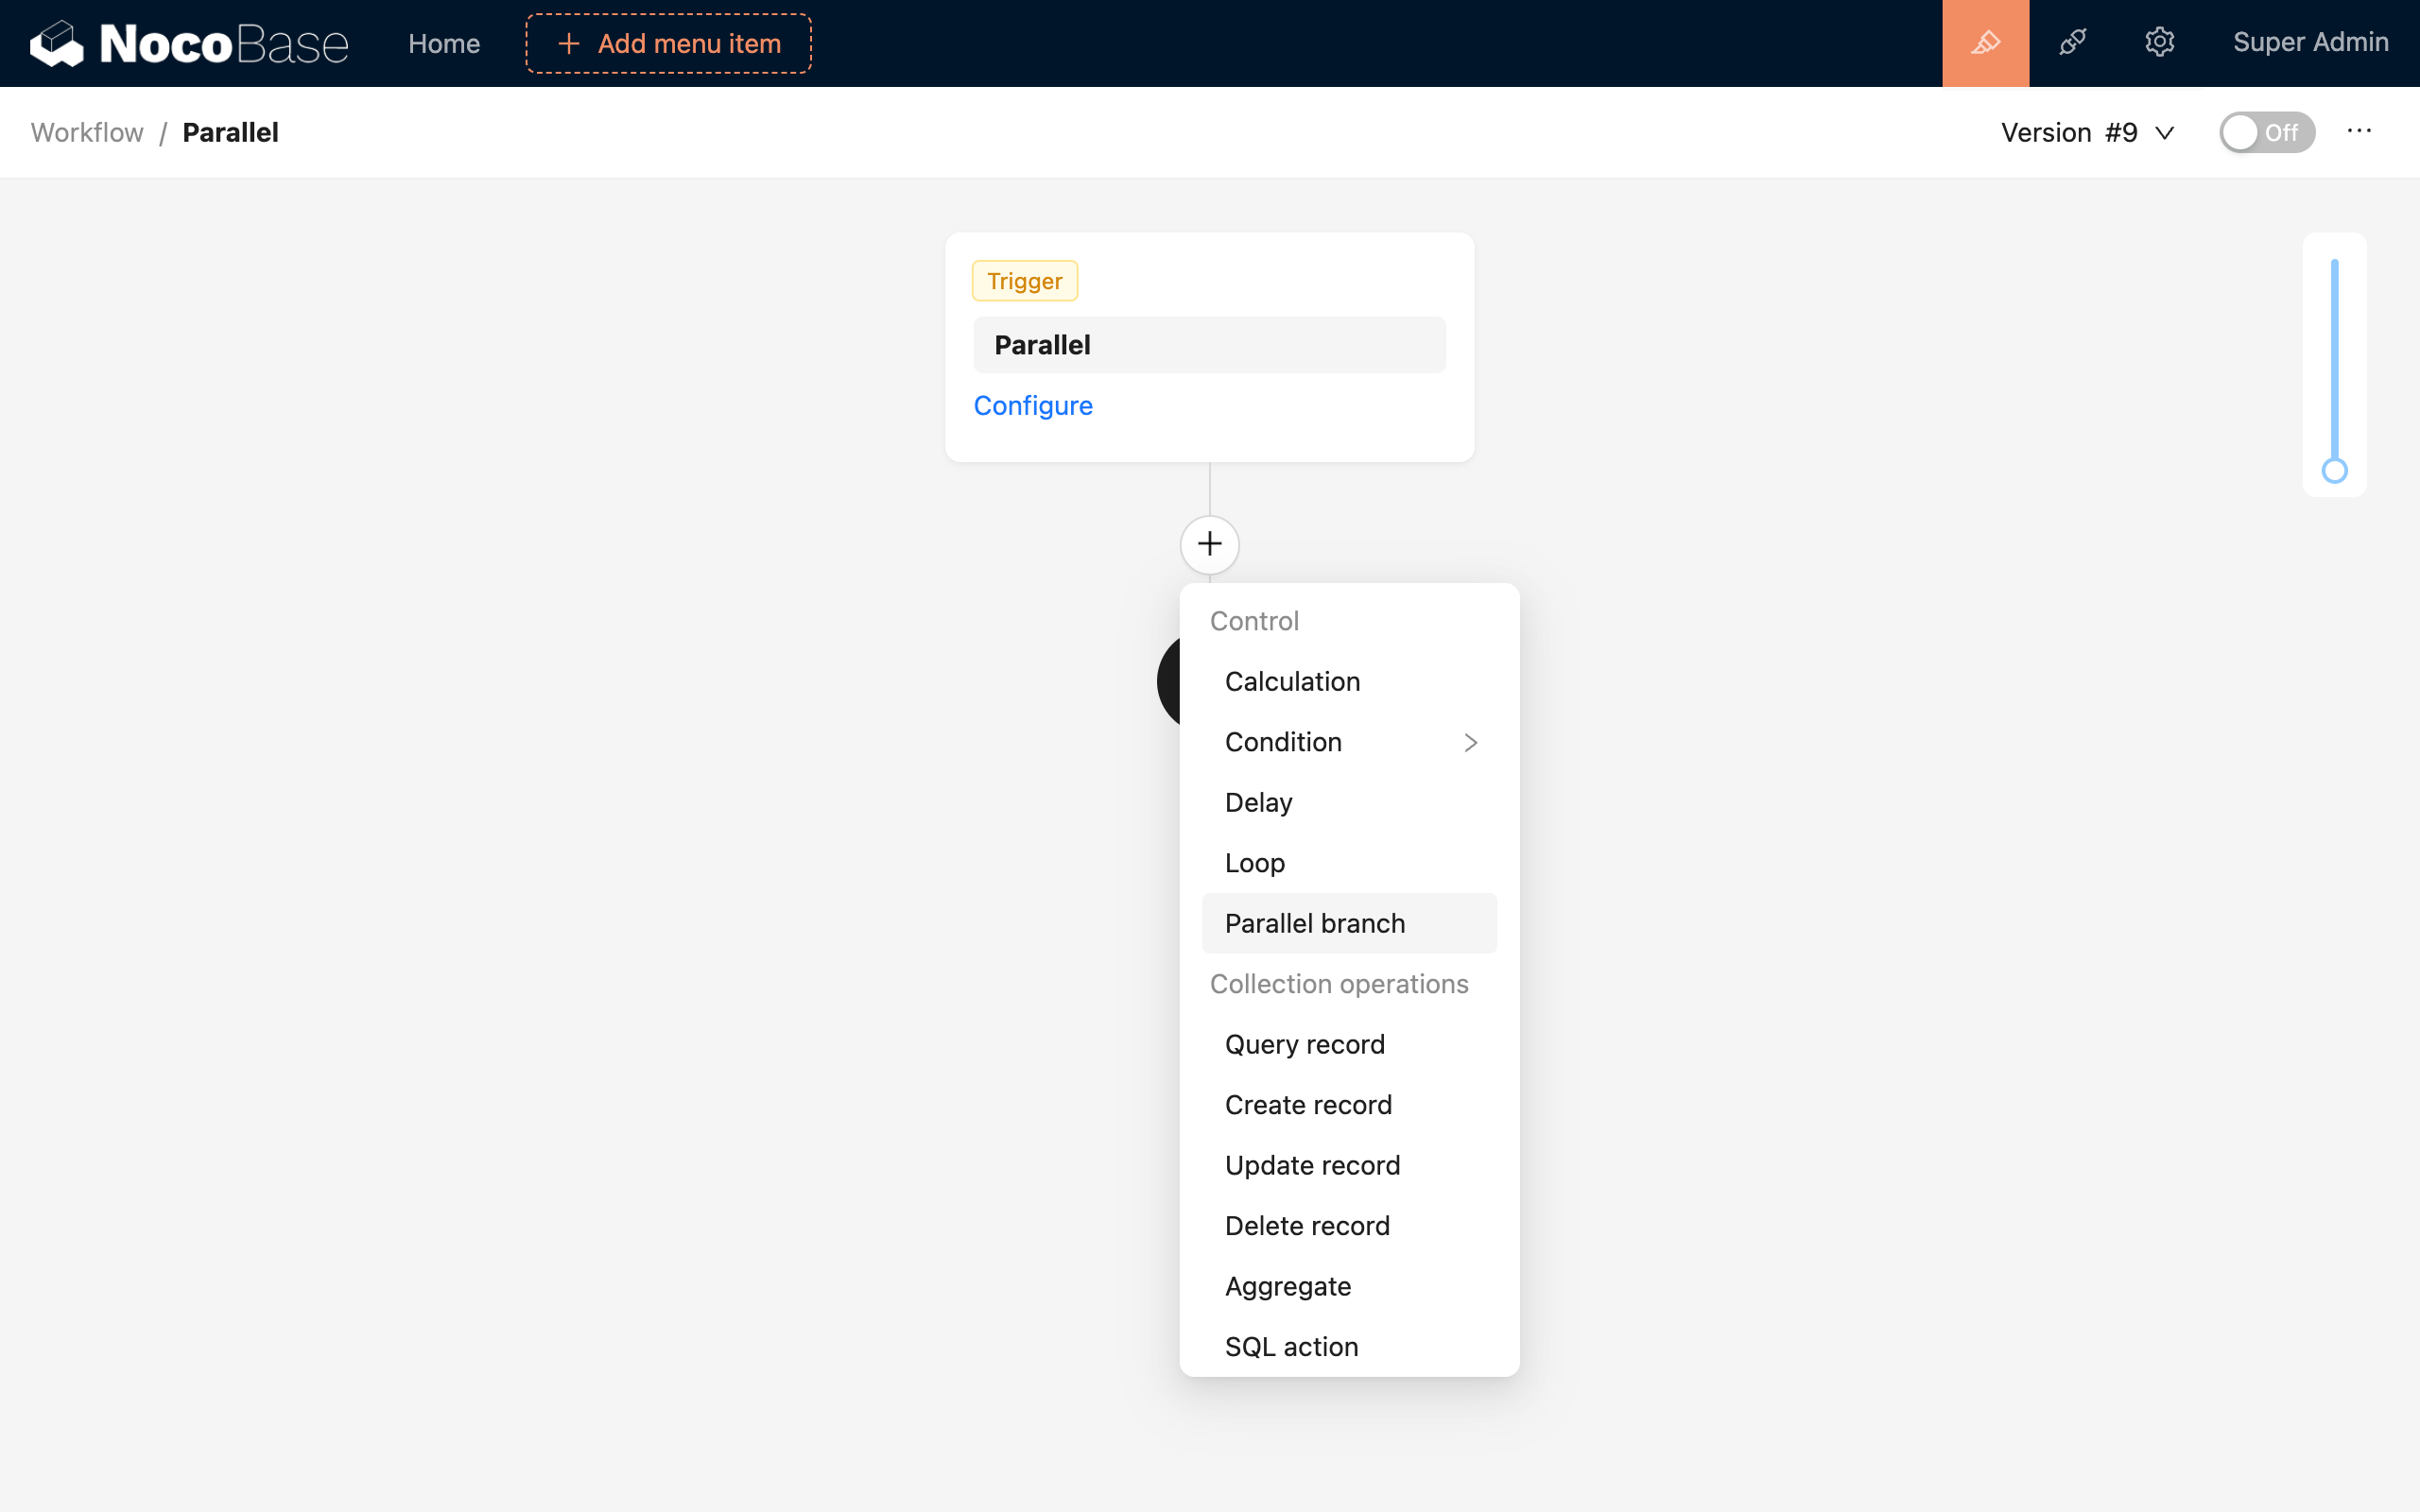 NocoBase Home + Add menu item Super Admin
Workflow / Parallel Version #9 Off ···
Trigger
Parallel
Configure
Control
Calculation
Condition
Delay
Loop
Parallel branch
Collection operations
Query record
Create record
Update record
Delete record
Aggregate
SQL action